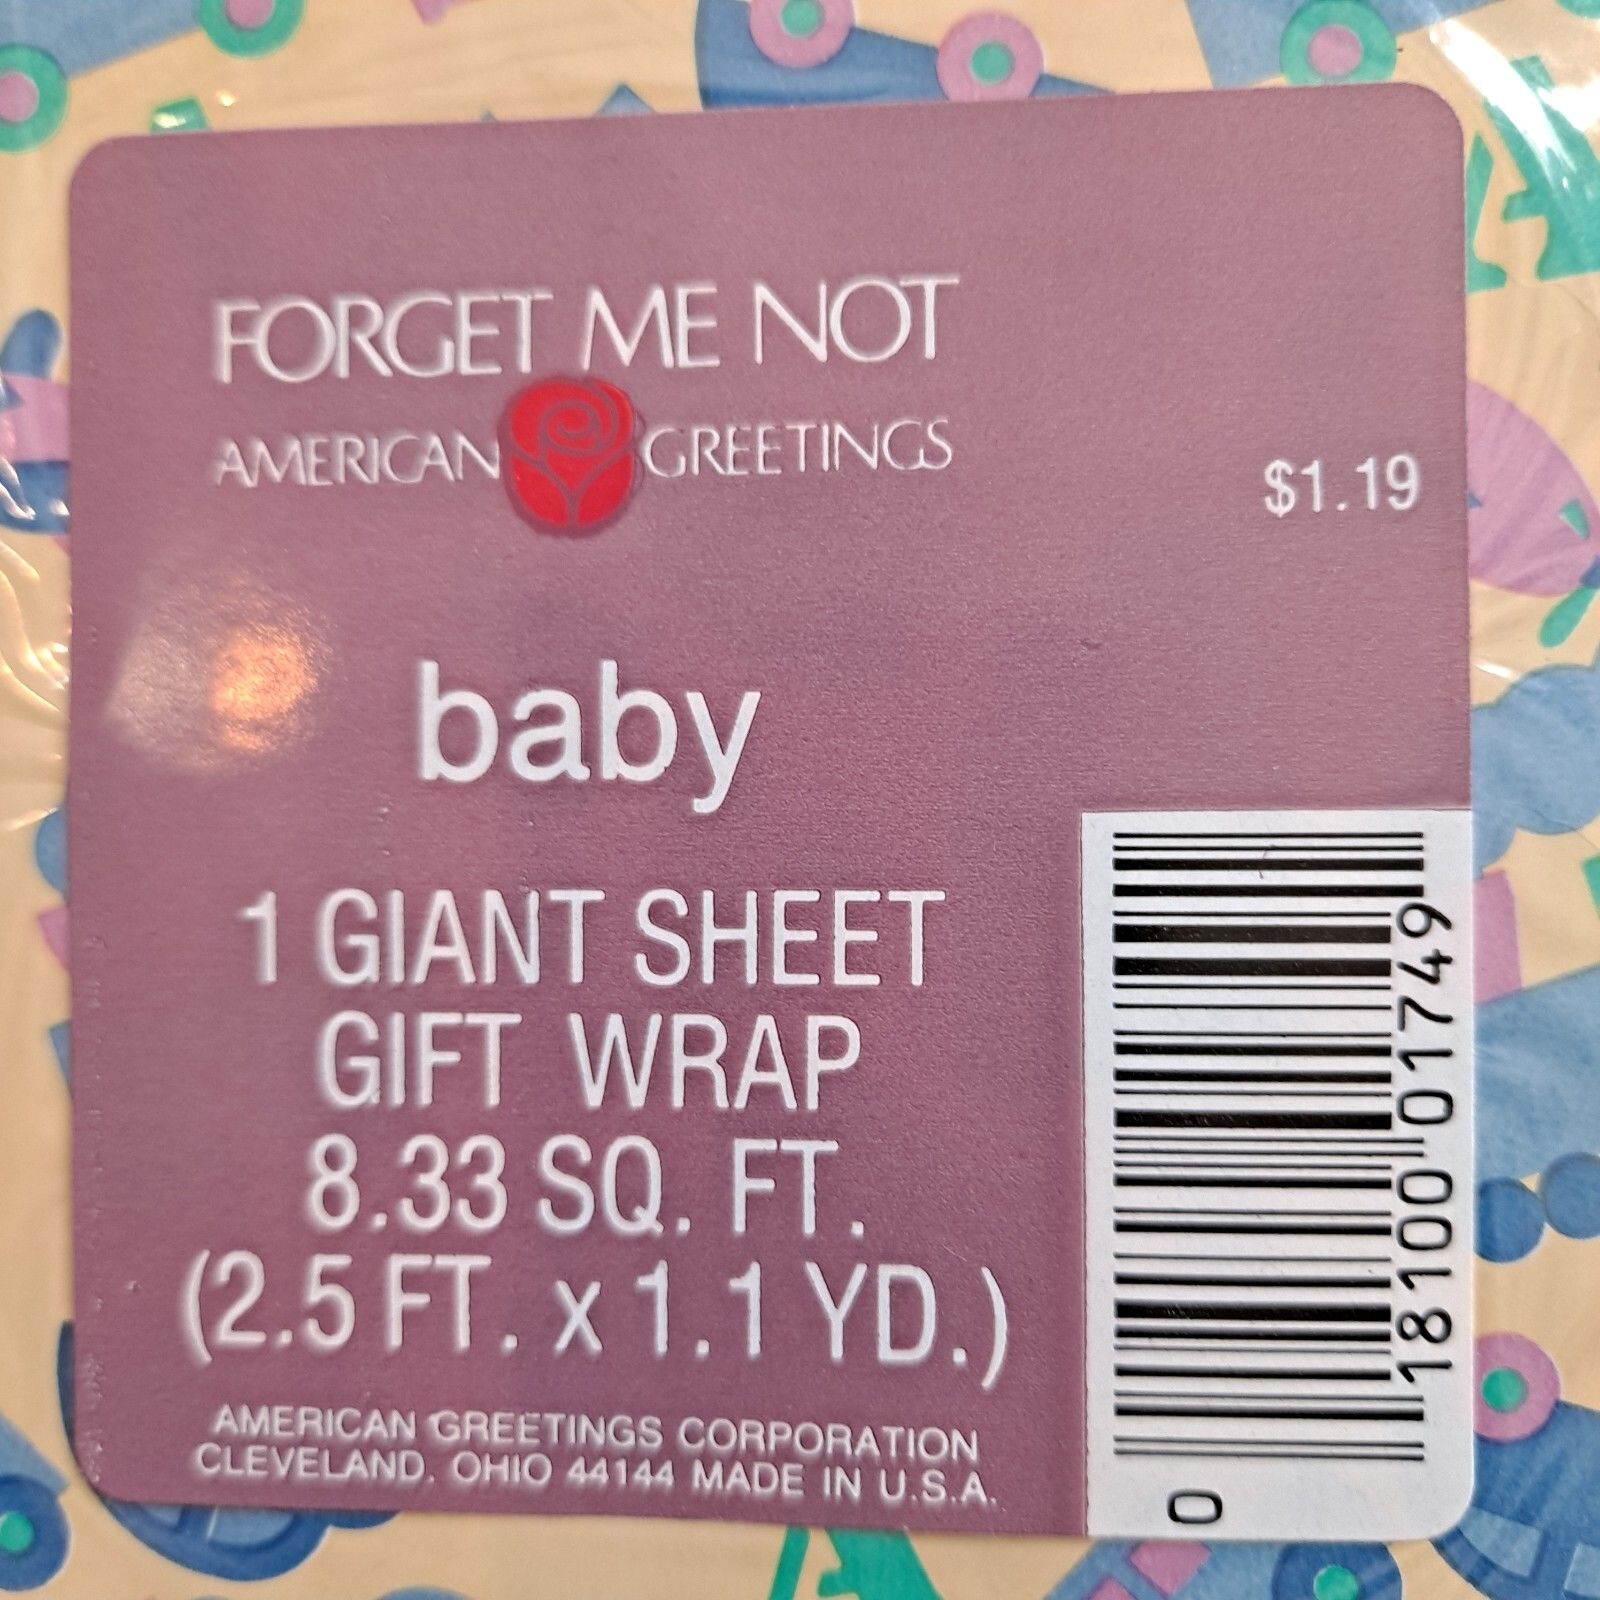 FORGET ME NOT
AMERICAN GREETINGS
$1.19
baby
1 GIANT SHEET
GIFT WRAP
8.33 SQ. FT.
(2.5 FT. x 1.1 YD.)
AMERICAN GREETINGS CORPORATION
CLEVELAND, OHIO 44144 MADE IN U.S.A.
0 18100 01749